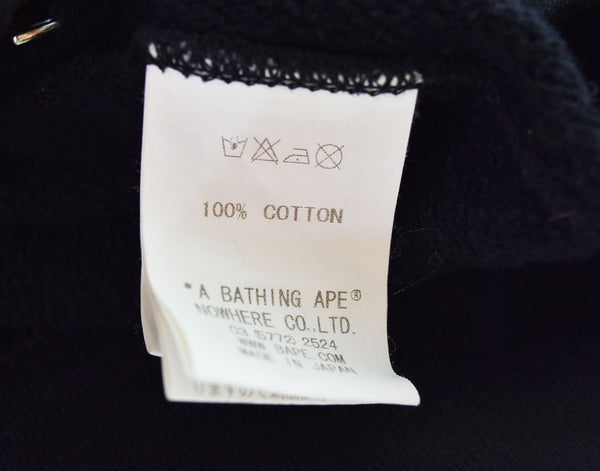 100% COTTON
*A BATHING APE®
NOWHERE CO.,LTD.
03 (5772) 2524
WWW.BAPE.COM
MADE IN JAPAN